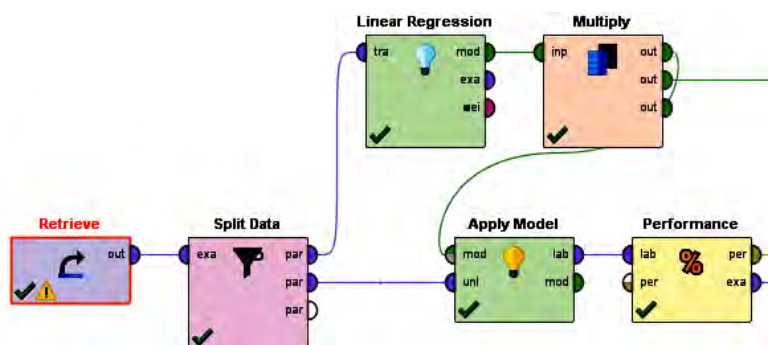 Linear Regression
Multiply
tra
mod
inp
out
exa
out
wei
out
Retrieve
Split Data
Apply Model
Performance
out
exa
par
mod
lab
lab
per
par
unl
mod
per
exa
par
%